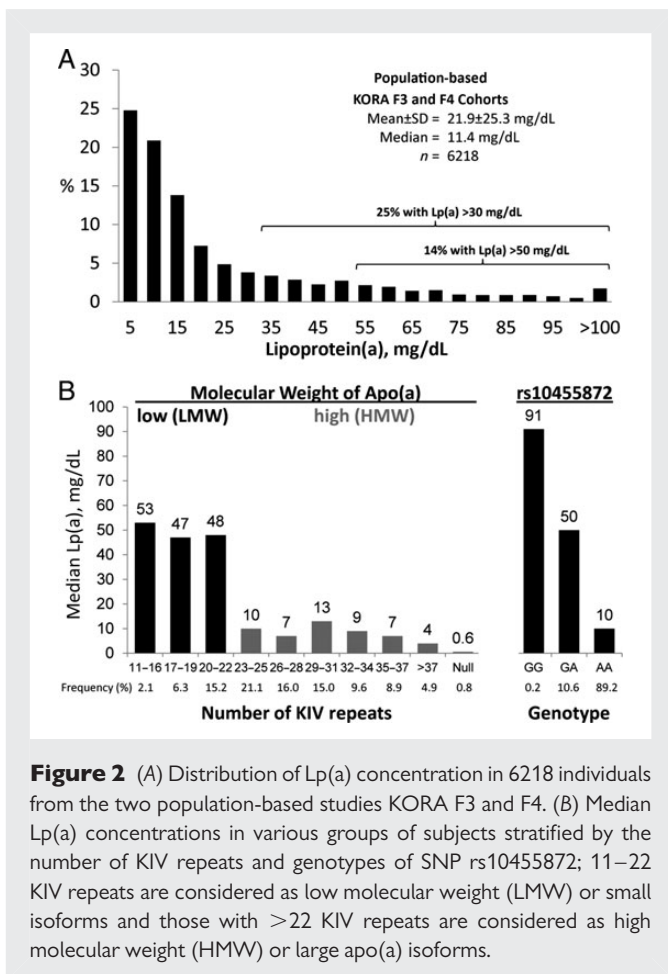 A
30
25
20
% 15
10
5
0
Population-based
KORA F3 and F4 Cohorts
Mean±SD = 21.9±25.3 mg/dL
Median = 11.4 mg/dL
n = 6218
25% with Lp(a) >30 mg/dL
14% with Lp(a) >50 mg/dL
5 15 25 35 45 55 65 75 85 95 >100
Lipoprotein(a), mg/dL
B
Molecular Weight of Apo(a)
low (LMW) high (HMW)
rs10455872
Median Lp(a), mg/dL
100
90
80
70
60
50
40
30
20
10
0
53 47 48 10 7 13 9 7 4 0.6
91 50 10
11–16 17–19 20–22 23–25 26–28 29–31 32–34 35–37 >37 Null GG GA AA
Frequency (%) 2.1 6.3 15.2 21.1 16.0 15.0 9.6 8.9 4.9 0.8 0.2 10.6 89.2
Number of KIV repeats Genotype
Figure 2 (A) Distribution of Lp(a) concentration in 6218 individuals
from the two population-based studies KORA F3 and F4. (B) Median
Lp(a) concentrations in various groups of subjects stratified by the
number of KIV repeats and genotypes of SNP rs10455872; 11–22
KIV repeats are considered as low molecular weight (LMW) or small
isoforms and those with >22 KIV repeats are considered as high
molecular weight (HMW) or large apo(a) isoforms.